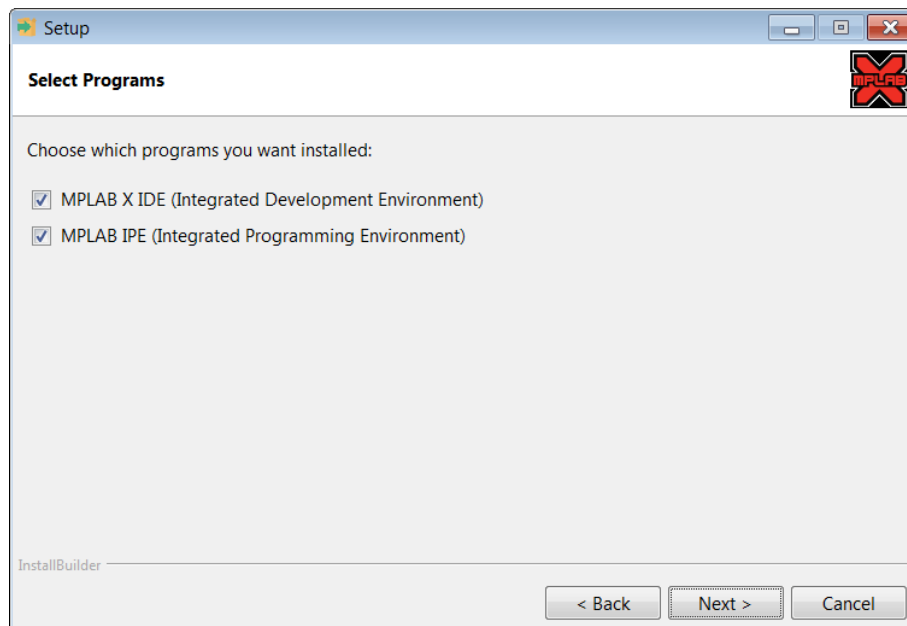 Setup
Select Programs
MPLAB
Choose which programs you want installed:
MPLAB X IDE (Integrated Development Environment)
MPLAB IPE (Integrated Programming Environment)
InstallBuilder
< Back
Next >
Cancel